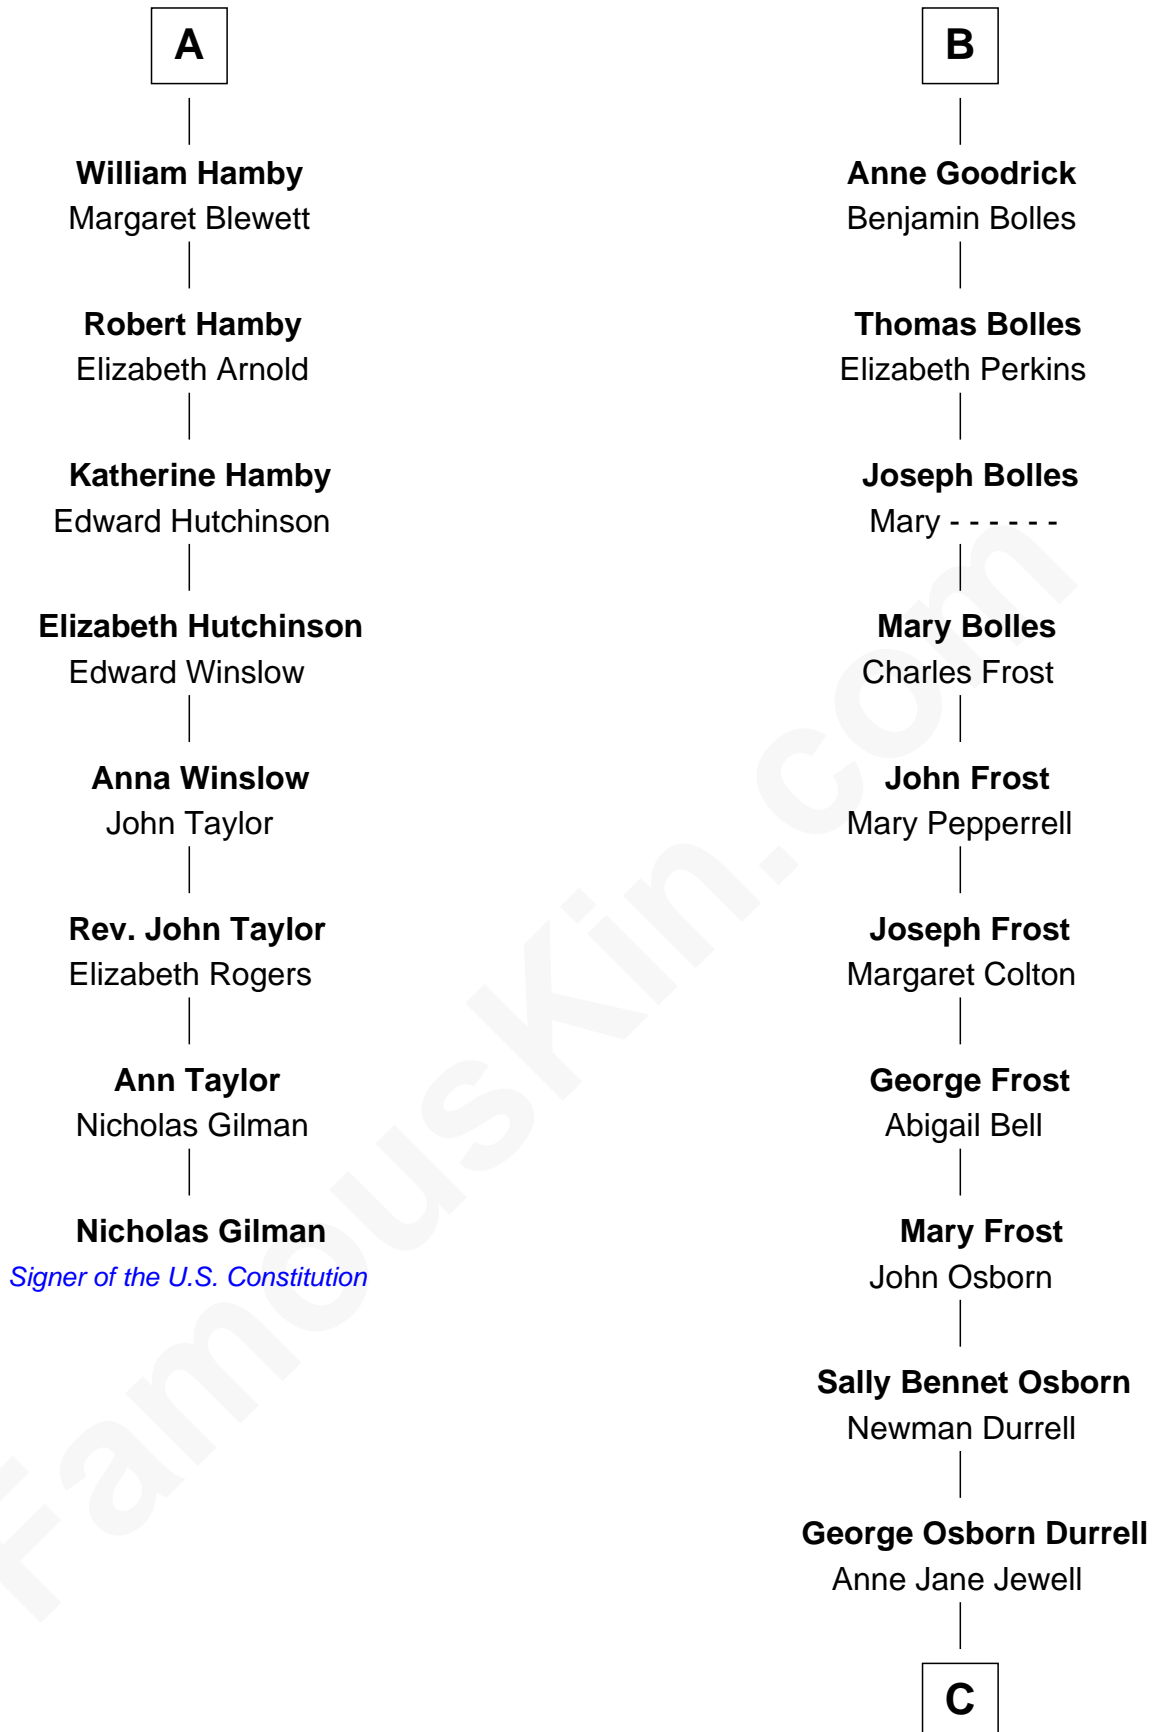 A
William Hamby
Margaret Blewett
Robert Hamby
Elizabeth Arnold
Katherine Hamby
Edward Hutchinson
Elizabeth Hutchinson
Edward Winslow
Anna Winslow
John Taylor
Rev. John Taylor
Elizabeth Rogers
Ann Taylor
Nicholas Gilman
Nicholas Gilman
Signer of the U.S. Constitution
B
Anne Goodrick
Benjamin Bolles
Thomas Bolles
Elizabeth Perkins
Joseph Bolles
Mary - - - - - -
Mary Bolles
Charles Frost
John Frost
Mary Pepperrell
Joseph Frost
Margaret Colton
George Frost
Abigail Bell
Mary Frost
John Osborn
Sally Bennet Osborn
Newman Durrell
George Osborn Durrell
Anne Jane Jewell
C
FamousKin.com